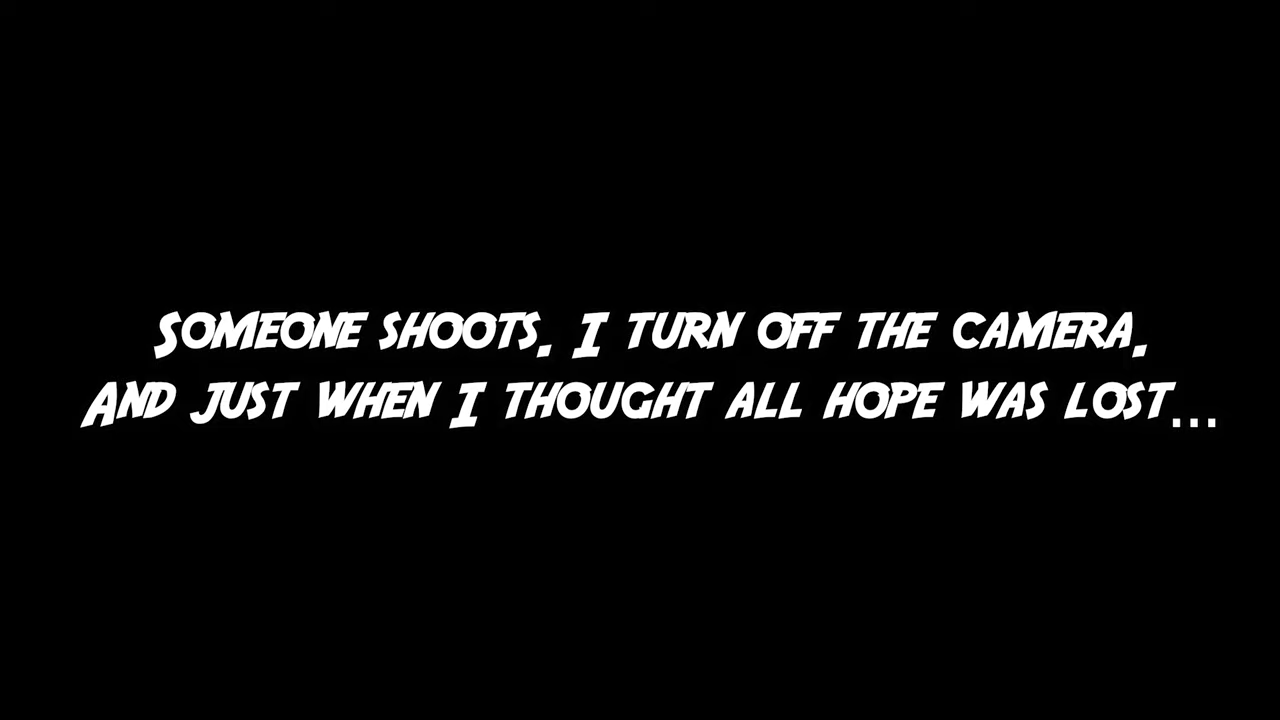 Someone shoots. I turn off the camera.
And just when I thought all hope was lost...